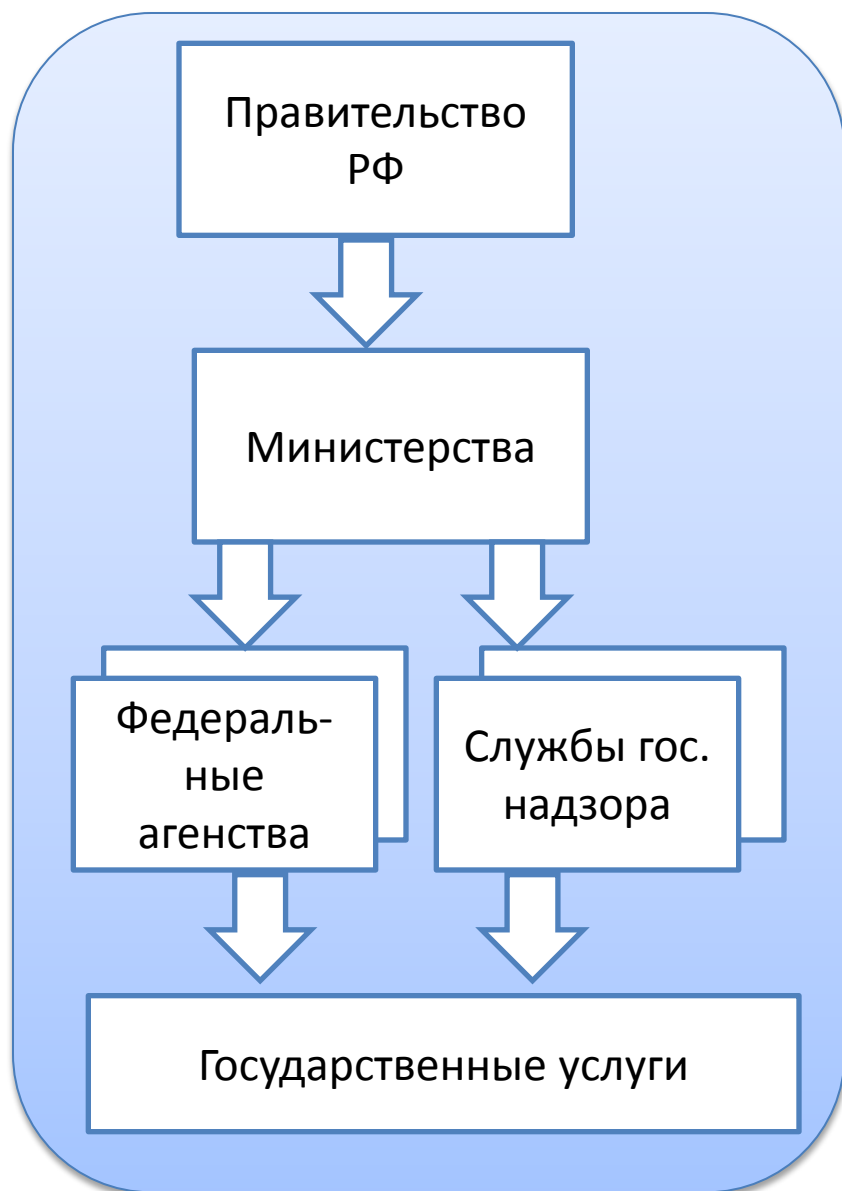 Правительство
РФ
Министерства
Федераль-
ные
агенства
Службы гос.
надзора
Государственные услуги